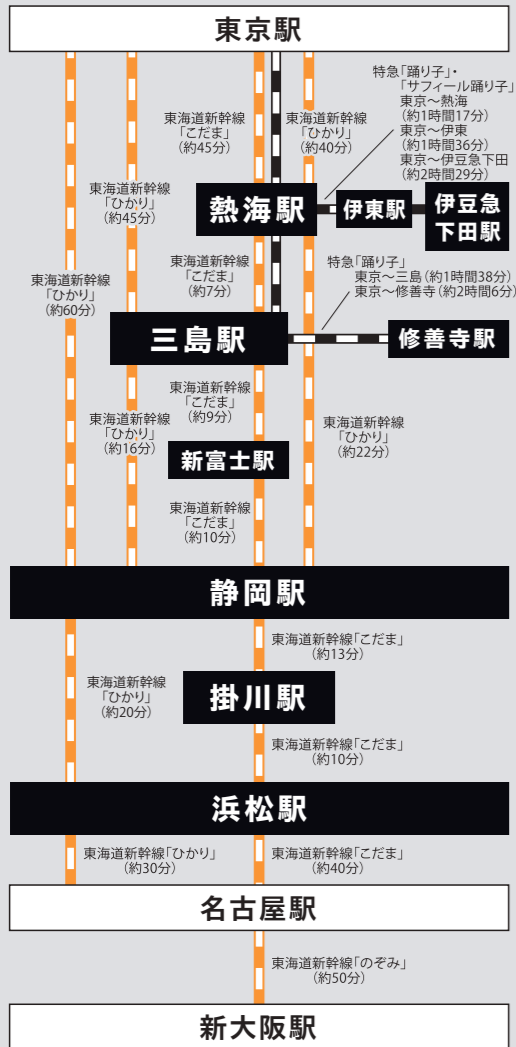 東京駅
特急「踊り子」・
「サフィール踊り子」
東京～熱海
(約1時間17分)
東京～伊東
(約1時間36分)
東京～伊豆急下田
(約2時間29分)
東海道新幹線
「こだま」
(約45分)
東海道新幹線
「ひかり」
(約40分)
東海道新幹線
「ひかり」
(約45分)
熱海駅
伊東駅
伊豆急
下田駅
東海道新幹線
「こだま」
(約7分)
特急「踊り子」
東京～三島(約1時間38分)
東京～修善寺(約2時間6分)
東海道新幹線
「ひかり」
(約60分)
三島駅
修善寺駅
東海道新幹線
「こだま」
(約9分)
東海道新幹線
「ひかり」
(約16分)
東海道新幹線
「ひかり」
(約22分)
新富士駅
東海道新幹線
「こだま」
(約10分)
静岡駅
東海道新幹線「こだま」
(約13分)
東海道新幹線
「ひかり」
(約20分)
掛川駅
東海道新幹線「こだま」
(約10分)
浜松駅
東海道新幹線「ひかり」
(約30分)
東海道新幹線「こだま」
(約40分)
名古屋駅
東海道新幹線「のぞみ」
(約50分)
新大阪駅